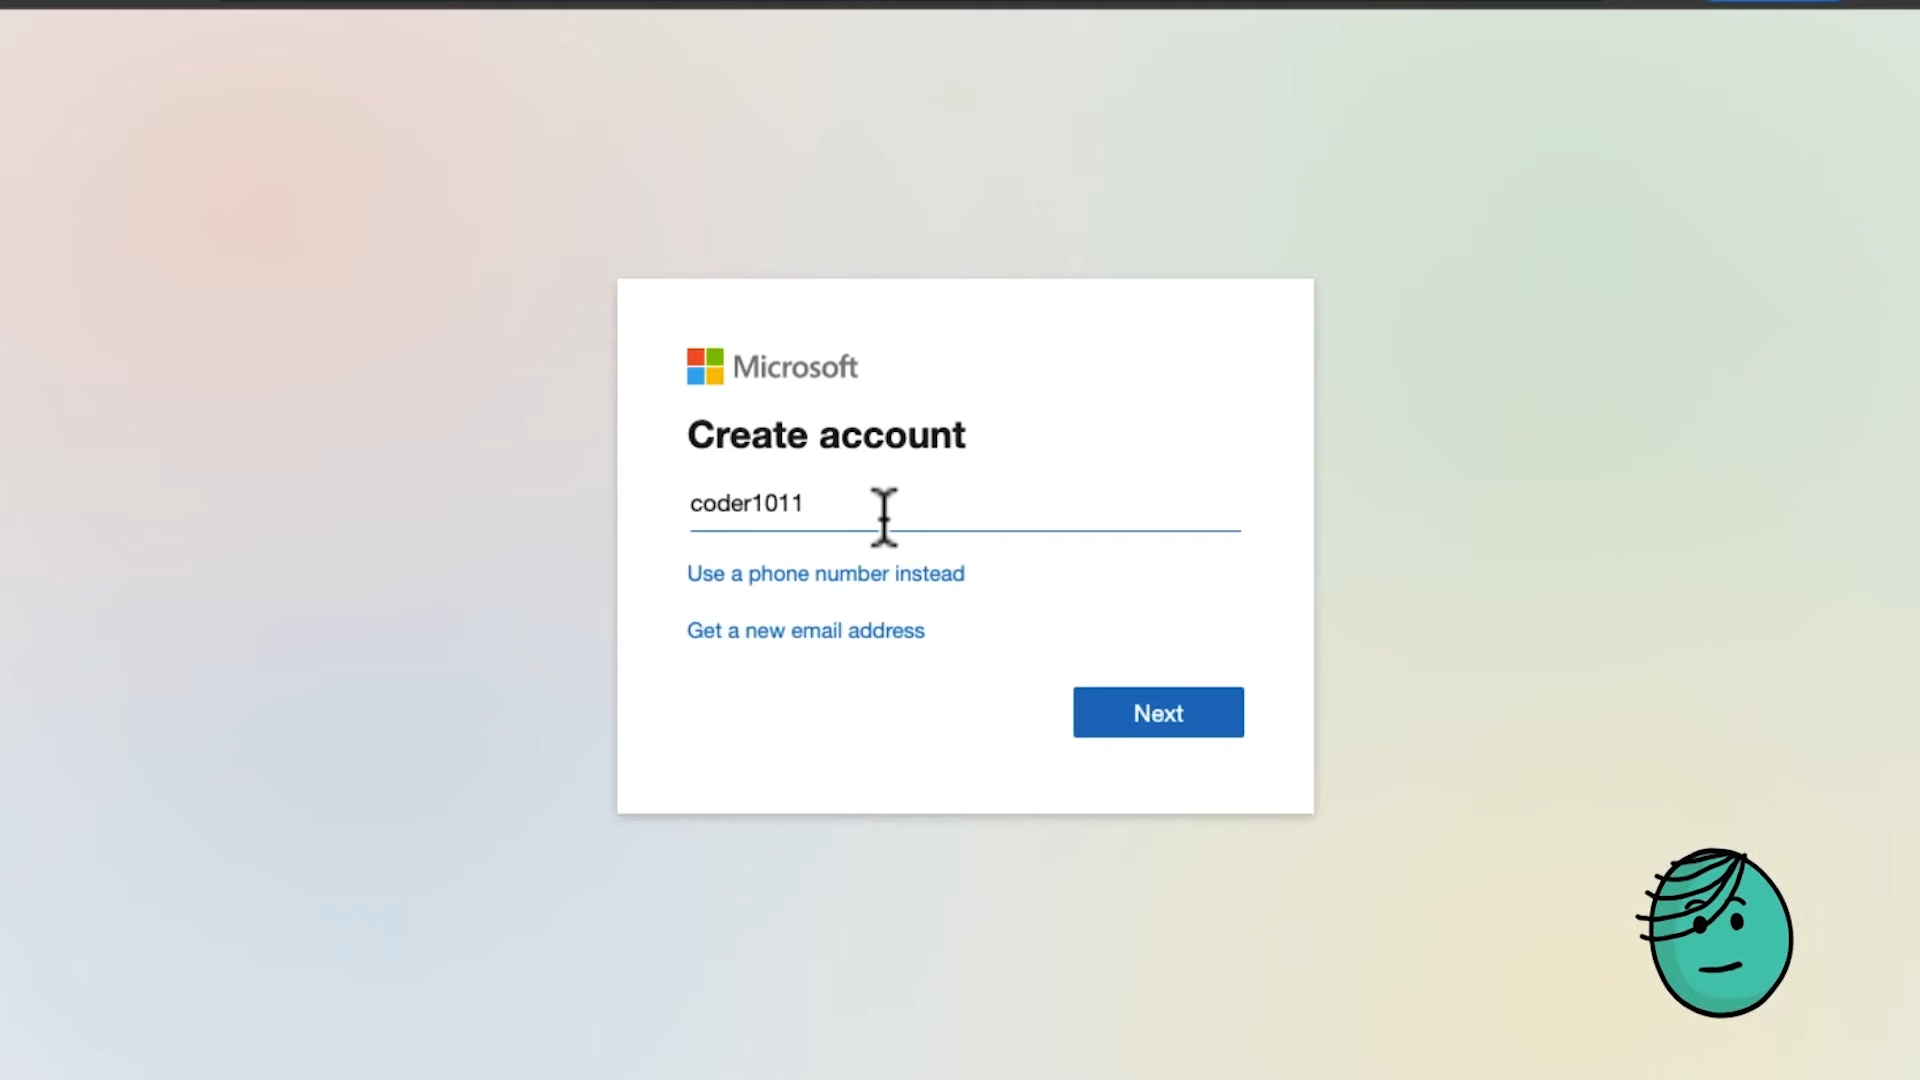 Microsoft
Create account
coder1011
Use a phone number instead
Get a new email address
Next